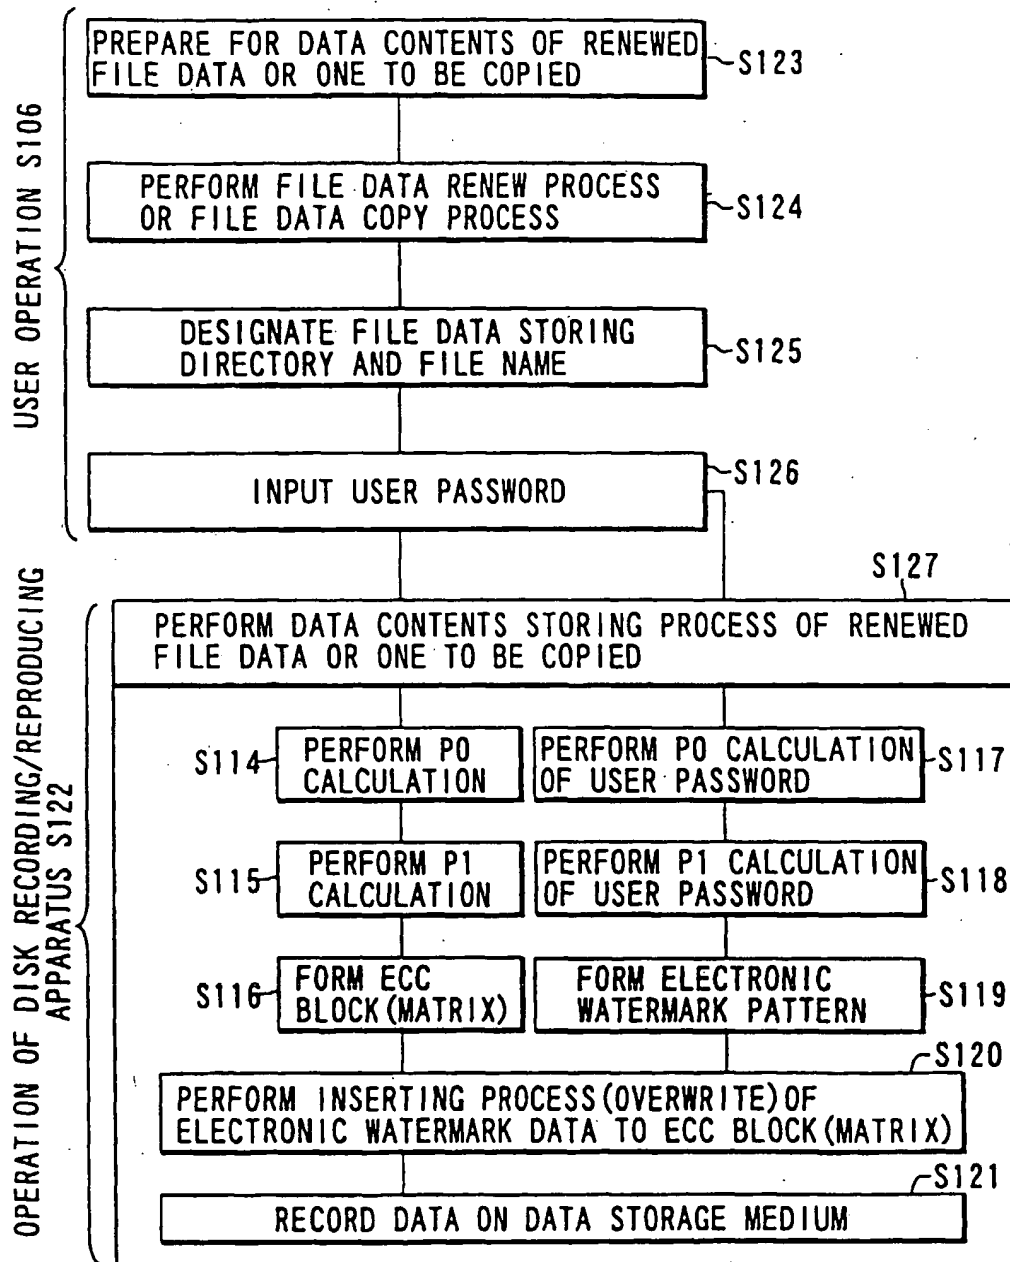 PREPARE FOR DATA CONTENTS OF RENEWED
FILE DATA OR ONE TO BE COPIED
S123
PERFORM FILE DATA RENEW PROCESS
OR FILE DATA COPY PROCESS
S124
DESIGNATE FILE DATA STORING
DIRECTORY AND FILE NAME
S125
INPUT USER PASSWORD
S126
USER OPERATION S106
S127
PERFORM DATA CONTENTS STORING PROCESS OF RENEWED
FILE DATA OR ONE TO BE COPIED
S114
PERFORM P0
CALCULATION
PERFORM P0 CALCULATION
OF USER PASSWORD
S117
S115
PERFORM P1
CALCULATION
PERFORM P1 CALCULATION
OF USER PASSWORD
S118
S116
FORM ECC
BLOCK(MATRIX)
FORM ELECTRONIC
WATERMARK PATTERN
S119
S120
PERFORM INSERTING PROCESS(OVERWRITE)OF
ELECTRONIC WATERMARK DATA TO ECC BLOCK(MATRIX)
S121
RECORD DATA ON DATA STORAGE MEDIUM
OPERATION OF DISK RECORDING/REPRODUCING
APPARATUS S122